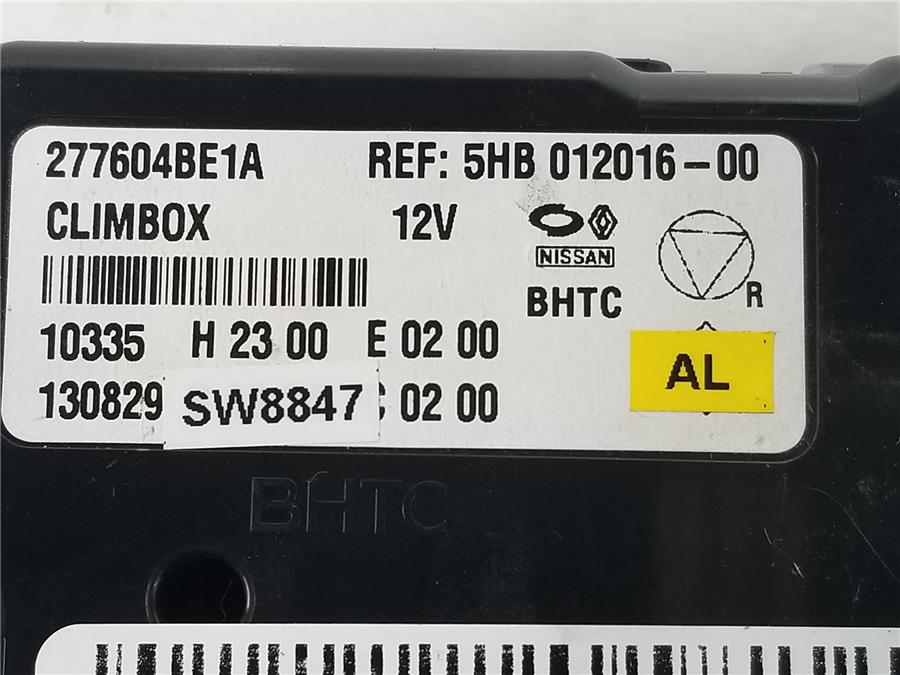 277604BE1A REF: 5HB 012016-00
CLIMBOX 12V
NISSAN
BHTC
R
10335 H 23 00 E 02 00
AL
130829 SW8847 02 00
BHTC